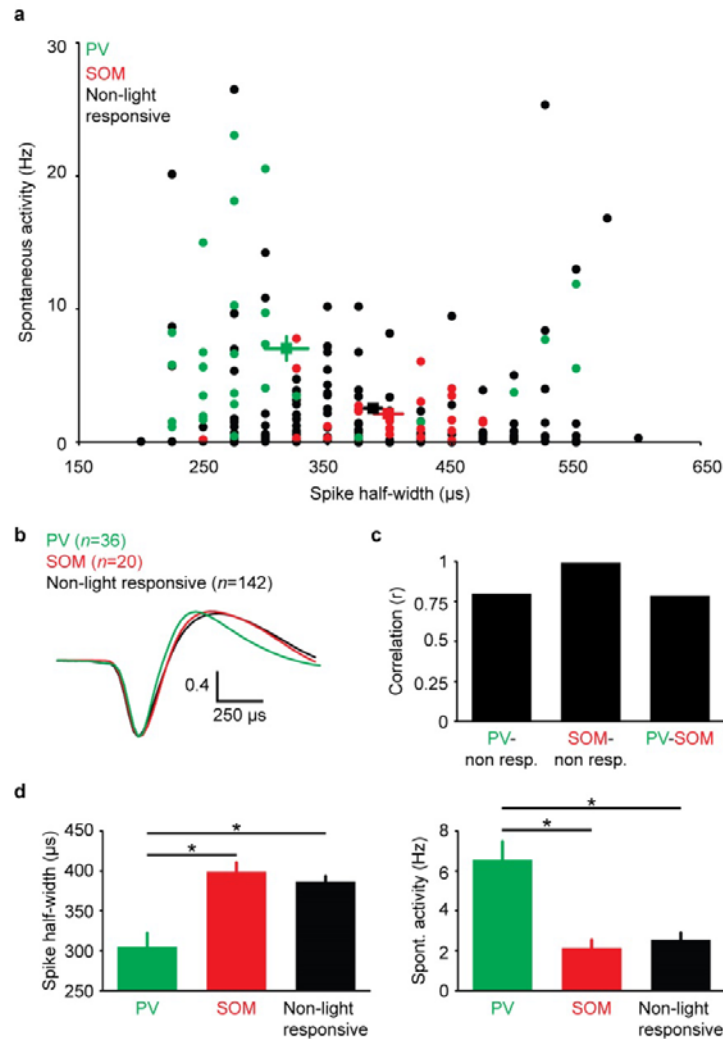 a
30
20
10
0
Spontaneous activity (Hz)
PV
SOM
Non-light
responsive
150 250 350 450 550 650
Spike half-width (µs)
b
PV (n=36)
SOM (n=20)
Non-light responsive (n=142)
0.4
250 µs
c
1
0.75
0.5
0.25
0
Correlation (r)
PV- SOM- PV-SOM
non resp. non resp.
d
450
400
350
300
250
Spike half-width (µs)
*
*
PV SOM Non-light
responsive
8
6
4
2
0
Spont. activity (Hz)
*
*
PV SOM Non-light
responsive